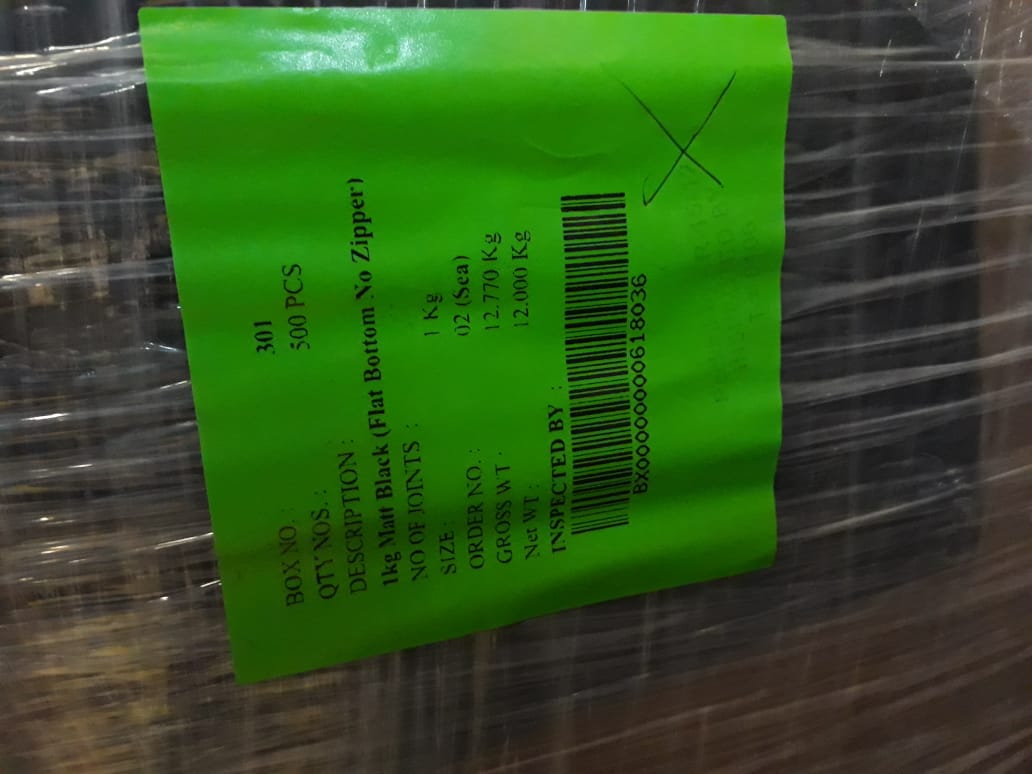 BOX NO. : 301
QTY NOS. : 500 PCS
DESCRIPTION :
1kg Matt Black (Flat Bottom No Zipper)
NO OF JOINTS :
SIZE : 1 Kg
ORDER NO. : 02 (Sea)
GROSS WT : 12.770 Kg
Net WT : 12.000 Kg
INSPECTED BY :
BX00000000618036